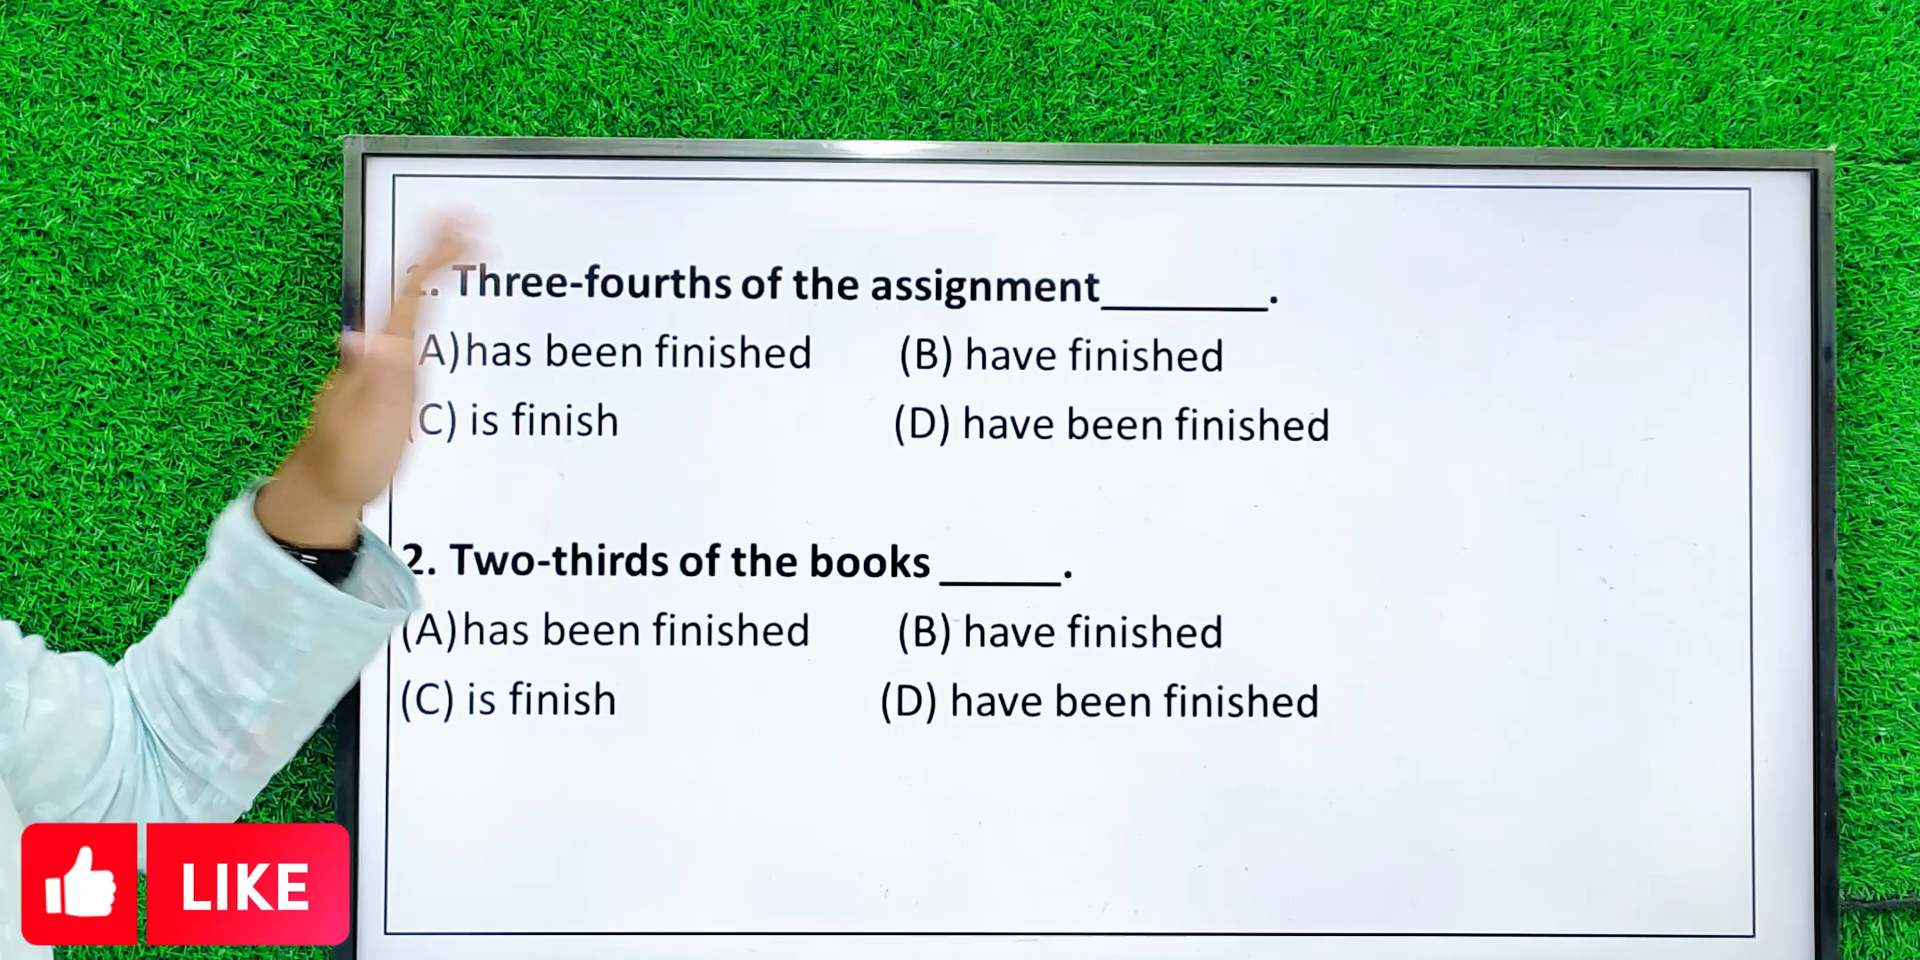 . Three-fourths of the assignment________.
A)has been finished (B) have finished
(C) is finish (D) have been finished
2. Two-thirds of the books ______.
(A)has been finished (B) have finished
(C) is finish (D) have been finished
LIKE